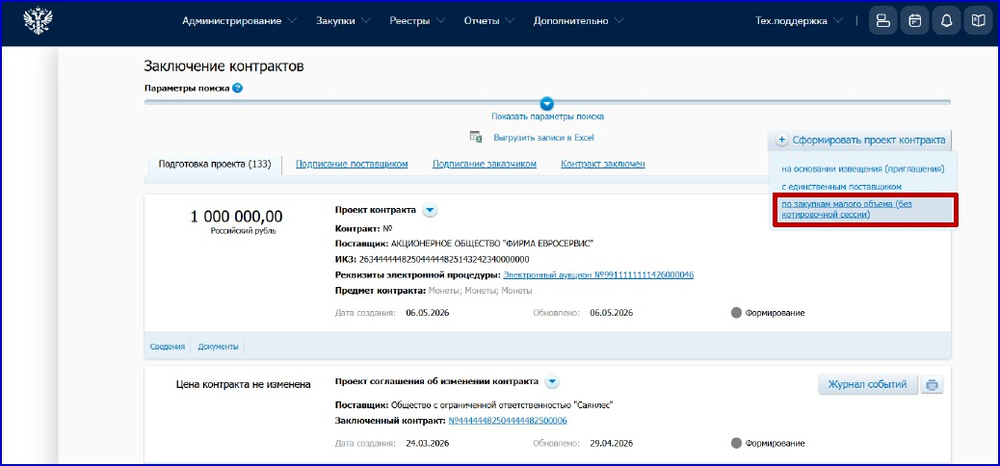 Администрирование Закупки Реестры Отчеты Дополнительно Тех.поддержка
Заключение контрактов
Параметры поиска ?
Показать параметры поиска
Выгрузить записи в Excel
Сформировать проект контракта
на основании извещения (приглашения)
с единственным поставщиком
по закупкам малого объема (без
котировочной сессии)
Подготовка проекта (133) Подписание поставщиком Подписание заказчиком Контракт заключен
1 000 000,00
Российский рубль
Проект контракта
Контракт: №
Поставщик: АКЦИОНЕРНОЕ ОБЩЕСТВО "ФИРМА ЕВРОСЕРВИС"
ИКЗ: 263444444825044444825143242340000000
Реквизиты электронной процедуры: Электронный аукцион №9911111111426000046
Предмет контракта: Монеты; Монеты; Монеты
Дата создания: 06.05.2026 Обновлено: 06.05.2026 Формирование
Сведения Документы
Цена контракта не изменена
Проект соглашения об изменении контракта
Журнал событий
Поставщик: Общество с ограниченной ответственностью "Саянлес"
Заключенный контракт: №44444482504444482500006
Дата создания: 24.03.2026 Обновлено: 29.04.2026 Формирование